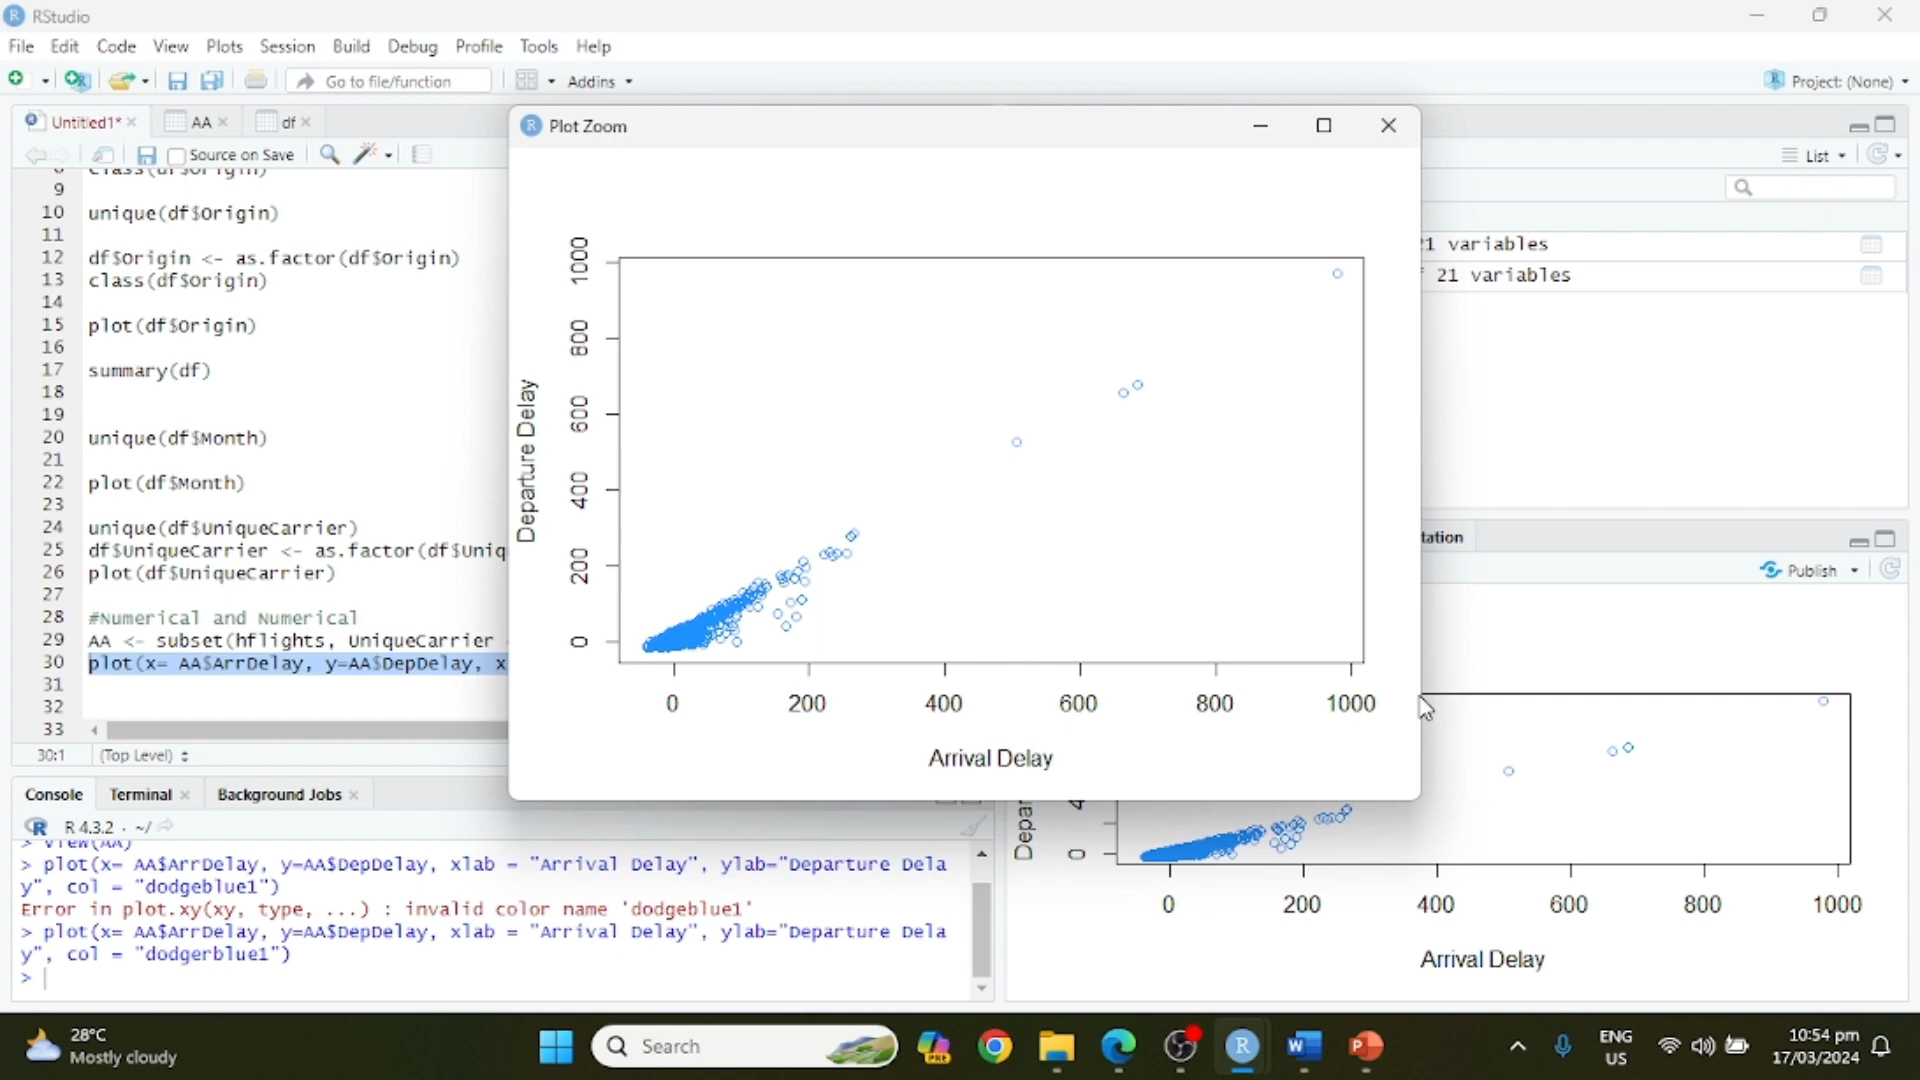 RStudio
File Edit Code View Plots Session Build Debug Profile Tools Help
Go to file/function Addins Project: (None)
Untitled1* AA df
Source on Save
9
10 unique(df$Origin)
11
12 df$Origin <- as.factor(df$Origin)
13 class(df$Origin)
14
15 plot(df$Origin)
16
17 summary(df)
18
19
20 unique(df$Month)
21
22 plot(df$Month)
23
24 unique(df$UniqueCarrier)
25 df$UniqueCarrier <- as.factor(df$Uniq
26 plot(df$UniqueCarrier)
27
28 #Numerical and Numerical
29 AA <- subset(hflights, UniqueCarrier
30 plot(x= AA$ArrDelay, y=AA$DepDelay, x
31
32
33
30:1 (Top Level)
Console Terminal Background Jobs
R 4.3.2 · ~/
> View(AA)
> plot(x= AA$ArrDelay, y=AA$DepDelay, xlab = "Arrival Delay", ylab="Departure Dela
y", col = "dodgeblue1")
Error in plot.xy(xy, type, ...) : invalid color name 'dodgeblue1'
> plot(x= AA$ArrDelay, y=AA$DepDelay, xlab = "Arrival Delay", ylab="Departure Dela
y", col = "dodgerblue1")
>
Plot Zoom
Departure Delay
1000
800
600
400
200
0
0 200 400 600 800 1000
Arrival Delay
List
21 variables
21 variables
tation
Publish
Depar
0
0 200 400 600 800 1000
Arrival Delay
28°C
Mostly cloudy
Search
PRE
ENG
US
10:54 pm
17/03/2024